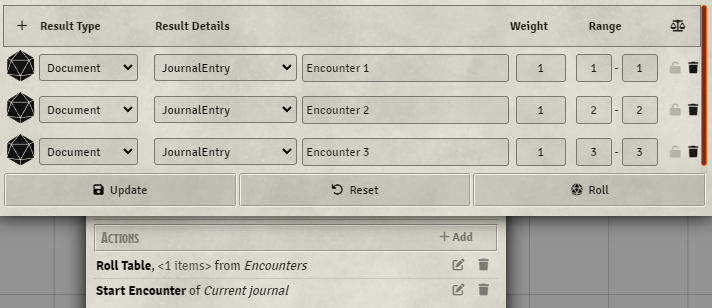 + Result Type Result Details Weight Range
Document JournalEntry Encounter 1 1 1 - 1
Document JournalEntry Encounter 2 1 2 - 2
Document JournalEntry Encounter 3 1 3 - 3
Update Reset Roll
Actions + Add
Roll Table, <1 items> from Encounters
Start Encounter of Current journal